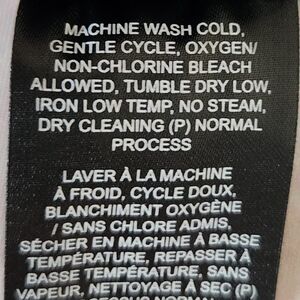 MACHINE WASH COLD,
GENTLE CYCLE, OXYGEN/
NON-CHLORINE BLEACH
ALLOWED, TUMBLE DRY LOW,
IRON LOW TEMP, NO STEAM,
DRY CLEANING (P) NORMAL
PROCESS
LAVER À LA MACHINE
À FROID, CYCLE DOUX,
BLANCHIMENT OXYGÈNE
/ SANS CHLORE ADMIS,
SÉCHER EN MACHINE À BASSE
TEMPÉRATURE, REPASSER À
BASSE TEMPÉRATURE, SANS
VAPEUR, NETTOYAGE À SEC (P)
NORMAL